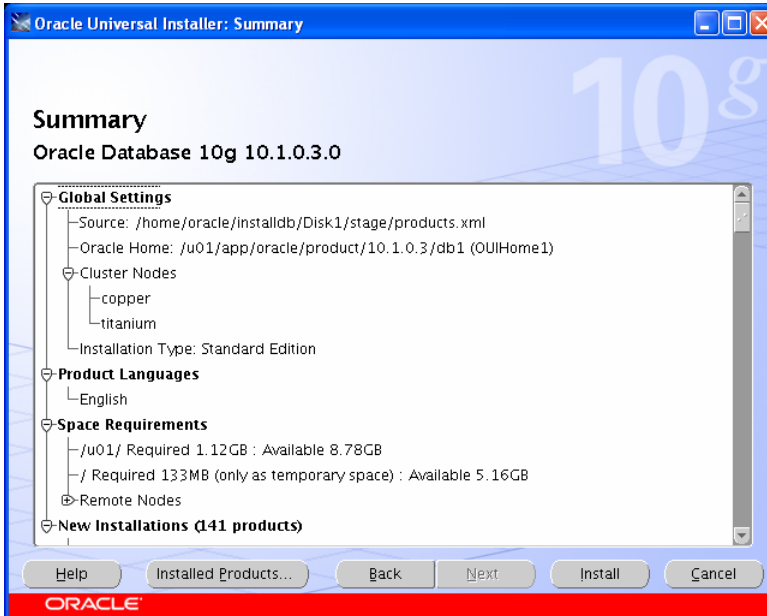 Oracle Universal Installer: Summary
10g
Summary
Oracle Database 10g 10.1.0.3.0
Global Settings
Source: /home/oracle/installdb/Disk1/stage/products.xml
Oracle Home: /u01/app/oracle/product/10.1.0.3/db1 (OUIHome1)
Cluster Nodes
copper
titanium
Installation Type: Standard Edition
Product Languages
English
Space Requirements
/u01/ Required 1.12GB : Available 8.78GB
/ Required 133MB (only as temporary space) : Available 5.16GB
Remote Nodes
New Installations (141 products)
Help Installed Products... Back Next Install Cancel
ORACLE